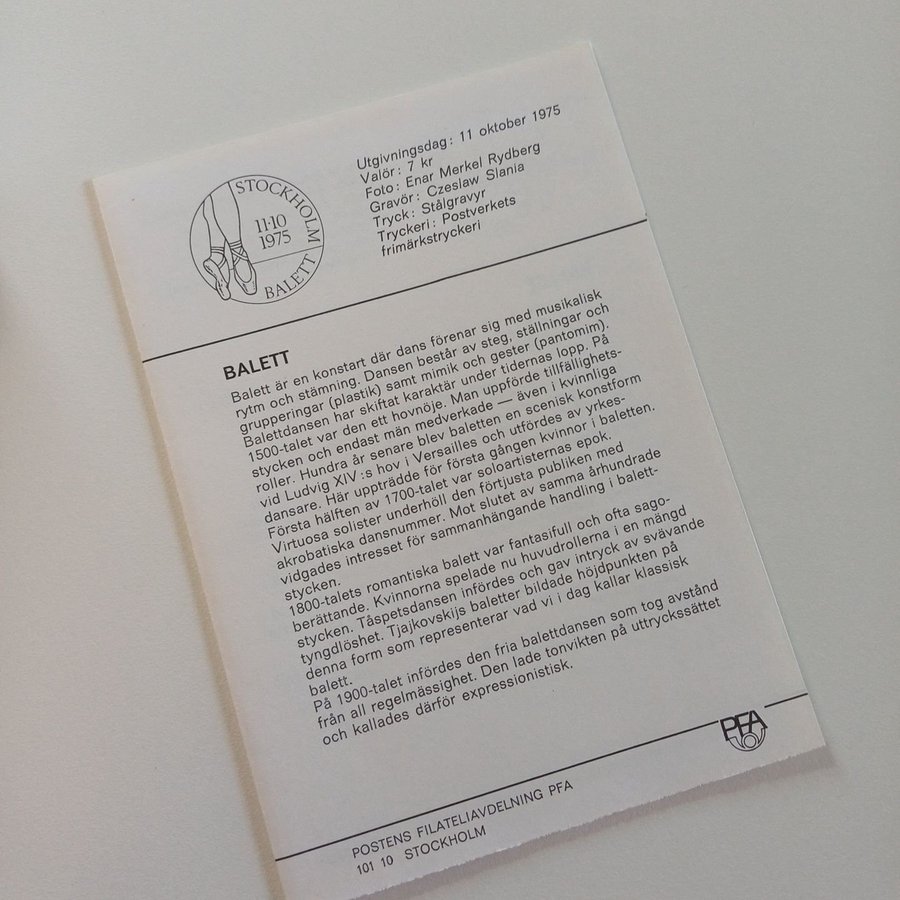 STOCKHOLM
11·10
1975
BALETT
Utgivningsdag: 11 oktober 1975
Valör: 7 kr
Foto: Enar Merkel Rydberg
Gravör: Czeslaw Slania
Tryck: Stålgravyr
Tryckeri: Postverkets
frimärkstryckeri
BALETT
Balett är en konstart där dans förenar sig med musikalisk
rytm och stämning. Dansen består av steg, ställningar och
grupperingar (plastik) samt mimik och gester (pantomim).
Balettdansen har skiftat karaktär under tidernas lopp. På
1500-talet var den ett hovnöje. Man uppförde tillfällighets-
stycken och endast män medverkade — även i kvinnliga
roller. Hundra år senare blev baletten en scenisk konstform
vid Ludvig XIV:s hov i Versailles och utfördes av yrkes-
dansare. Här uppträdde för första gången kvinnor i baletten.
Första hälften av 1700-talet var soloartisternas epok.
Virtuosa solister underhöll den förtjusta publiken med
akrobatiska dansnummer. Mot slutet av samma århundrade
vidgades intresset för sammanhängande handling i balett-
stycken.
1800-talets romantiska balett var fantasifull och ofta sago-
berättande. Kvinnorna spelade nu huvudrollerna i en mängd
stycken. Tåspetsdansen infördes och gav intryck av svävande
tyngdlöshet. Tjajkovskijs baletter bildade höjdpunkten på
denna form som representerar vad vi i dag kallar klassisk
balett.
På 1900-talet infördes den fria balettdansen som tog avstånd
från all regelmässighet. Den lade tonvikten på uttryckssättet
och kallades därför expressionistisk.
PFA
POSTENS FILATELIAVDELNING PFA
101 10 STOCKHOLM